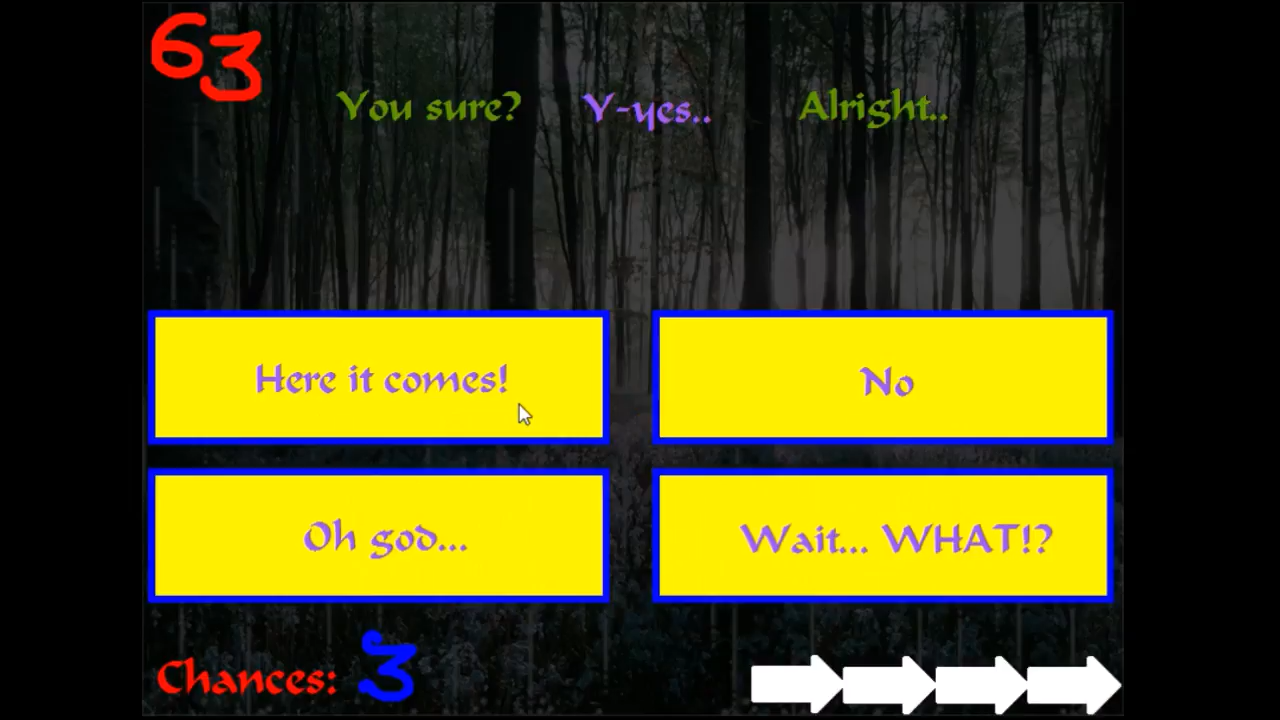 63
You sure? Y-yes.. Alright..
Here it comes!
No
Oh god...
Wait... WHAT!?
Chances: 3